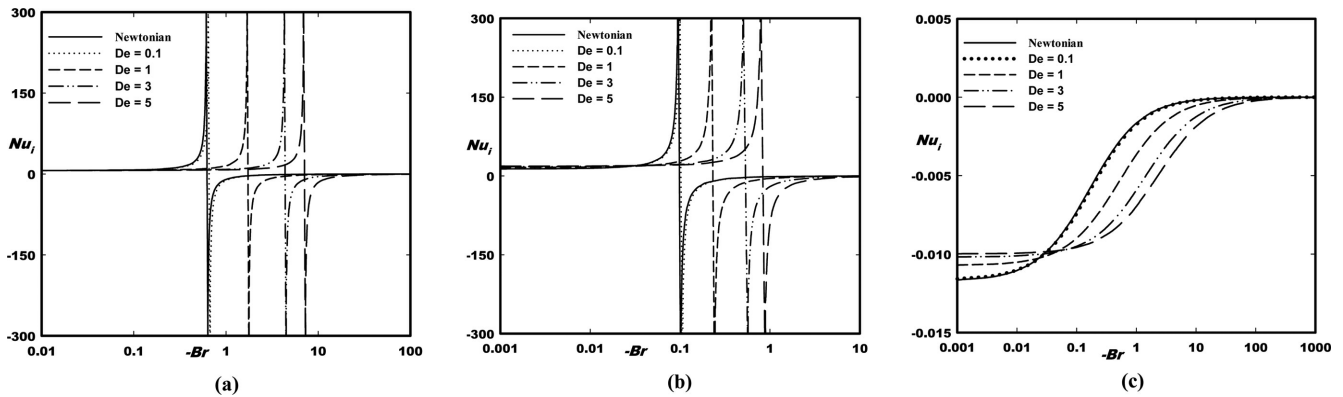 300
150
0
-150
-300
Nu_i
Newtonian
De = 0.1
De = 1
De = 3
De = 5
0.01
0.1
-Br
1
10
100
(a)
300
150
0
-150
-300
Nu_i
Newtonian
De = 0.1
De = 1
De = 3
De = 5
0.001
0.01
0.1
-Br
1
10
(b)
0.005
0.000
-0.005
-0.010
-0.015
Nu_i
Newtonian
De = 0.1
De = 1
De = 3
De = 5
0.001
0.01
0.1
-Br
1
10
100
1000
(c)